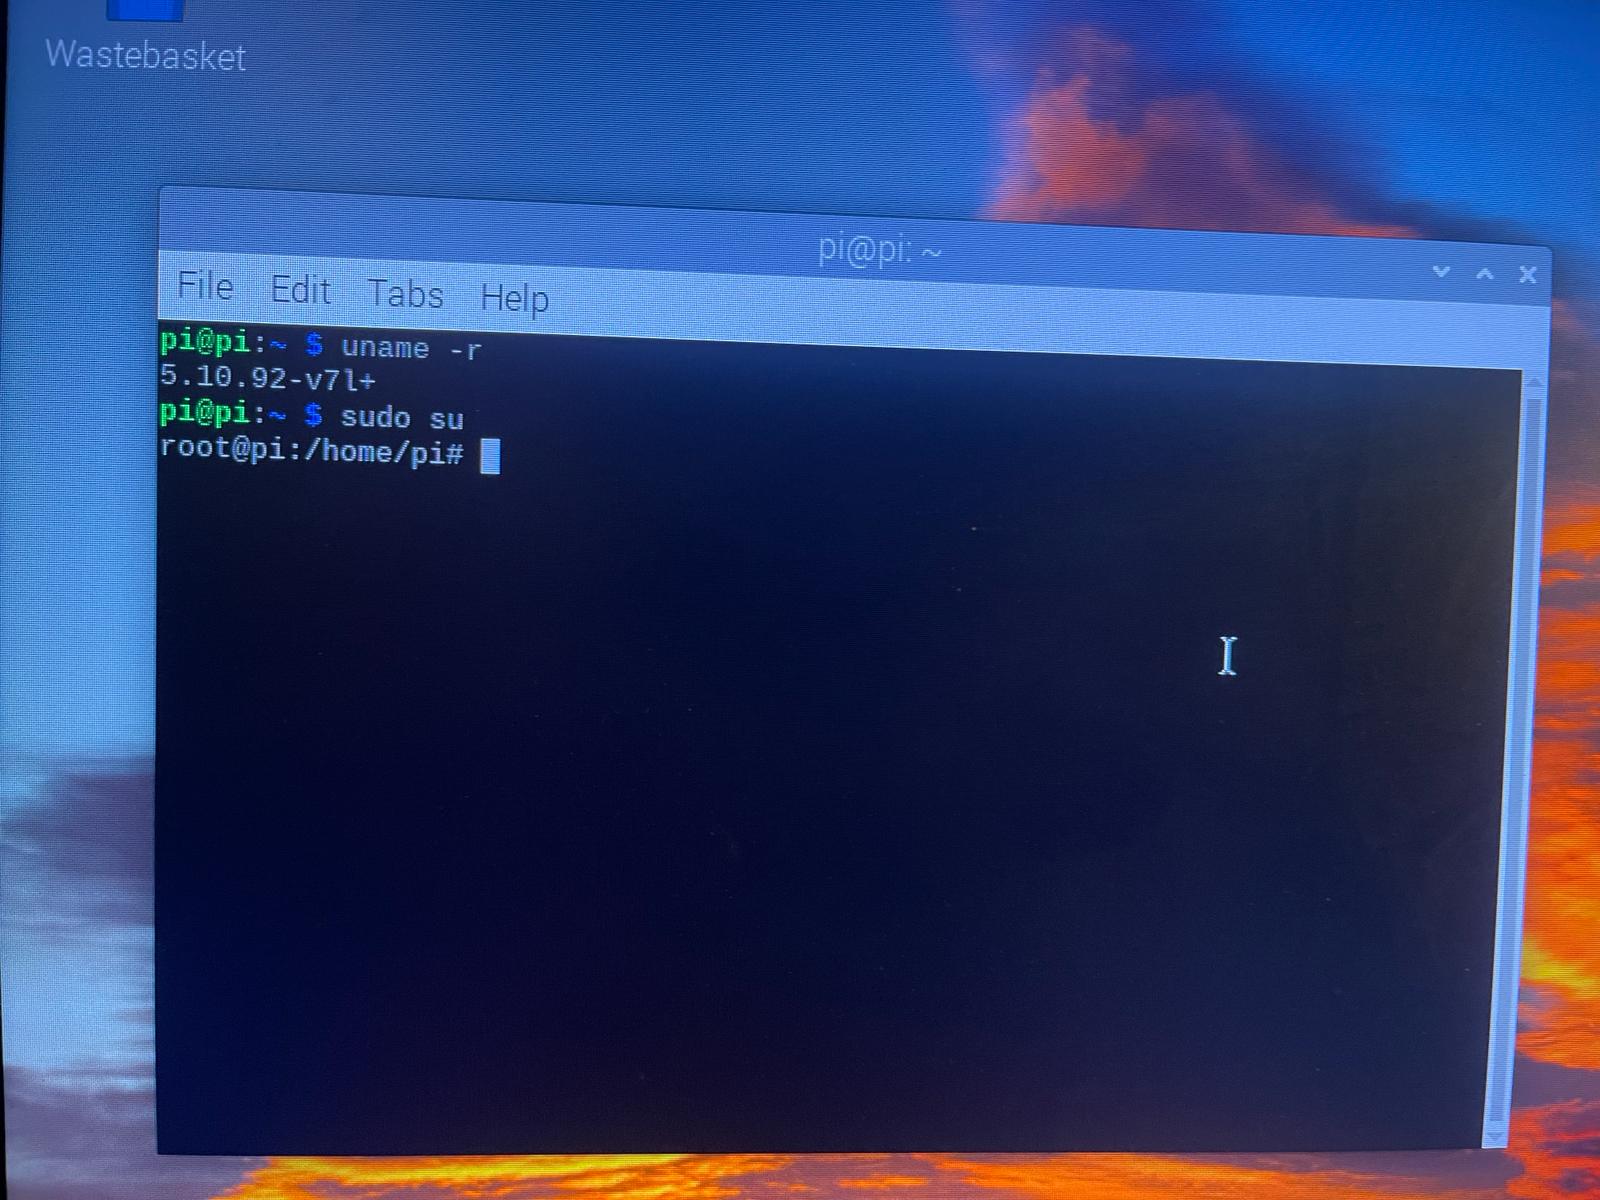 Wastebasket
pi@pi: ~
File Edit Tabs Help
pi@pi:~ $ uname -r
5.10.92-v7l+
pi@pi:~ $ sudo su
root@pi:/home/pi#